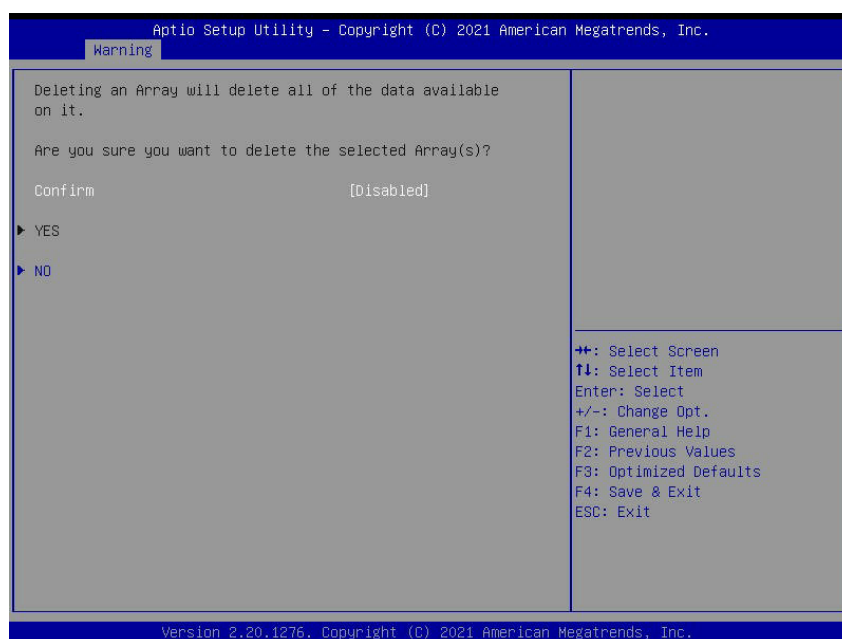 Aptio Setup Utility – Copyright (C) 2021 American Megatrends, Inc.
Warning
Deleting an Array will delete all of the data available
on it.
Are you sure you want to delete the selected Array(s)?
Confirm [Disabled]
YES
NO
→←: Select Screen
↑↓: Select Item
Enter: Select
+/-: Change Opt.
F1: General Help
F2: Previous Values
F3: Optimized Defaults
F4: Save & Exit
ESC: Exit
Version 2.20.1276. Copyright (C) 2021 American Megatrends, Inc.